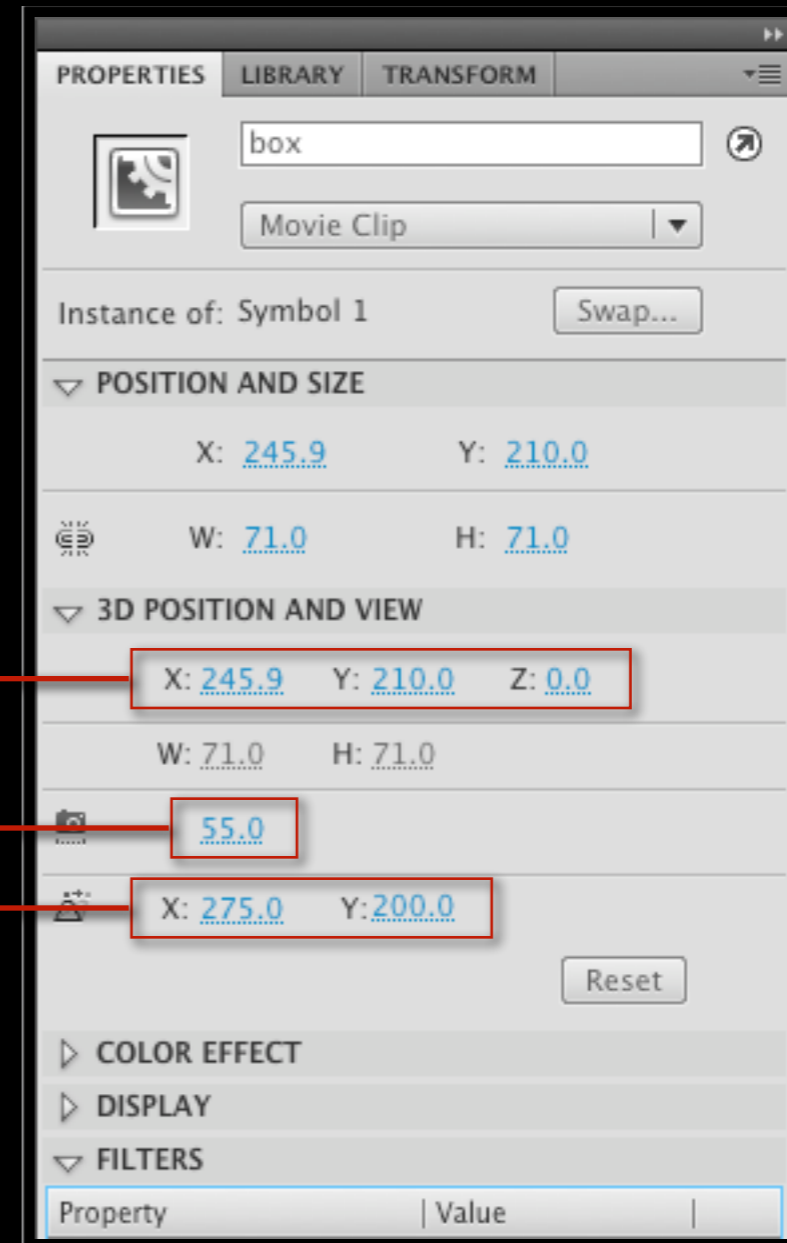 PROPERTIES LIBRARY TRANSFORM
box
Movie Clip
Instance of: Symbol 1 Swap...
POSITION AND SIZE
X: 245.9 Y: 210.0
W: 71.0 H: 71.0
3D POSITION AND VIEW
X: 245.9 Y: 210.0 Z: 0.0
W: 71.0 H: 71.0
55.0
X: 275.0 Y: 200.0
Reset
COLOR EFFECT
DISPLAY
FILTERS
Property Value